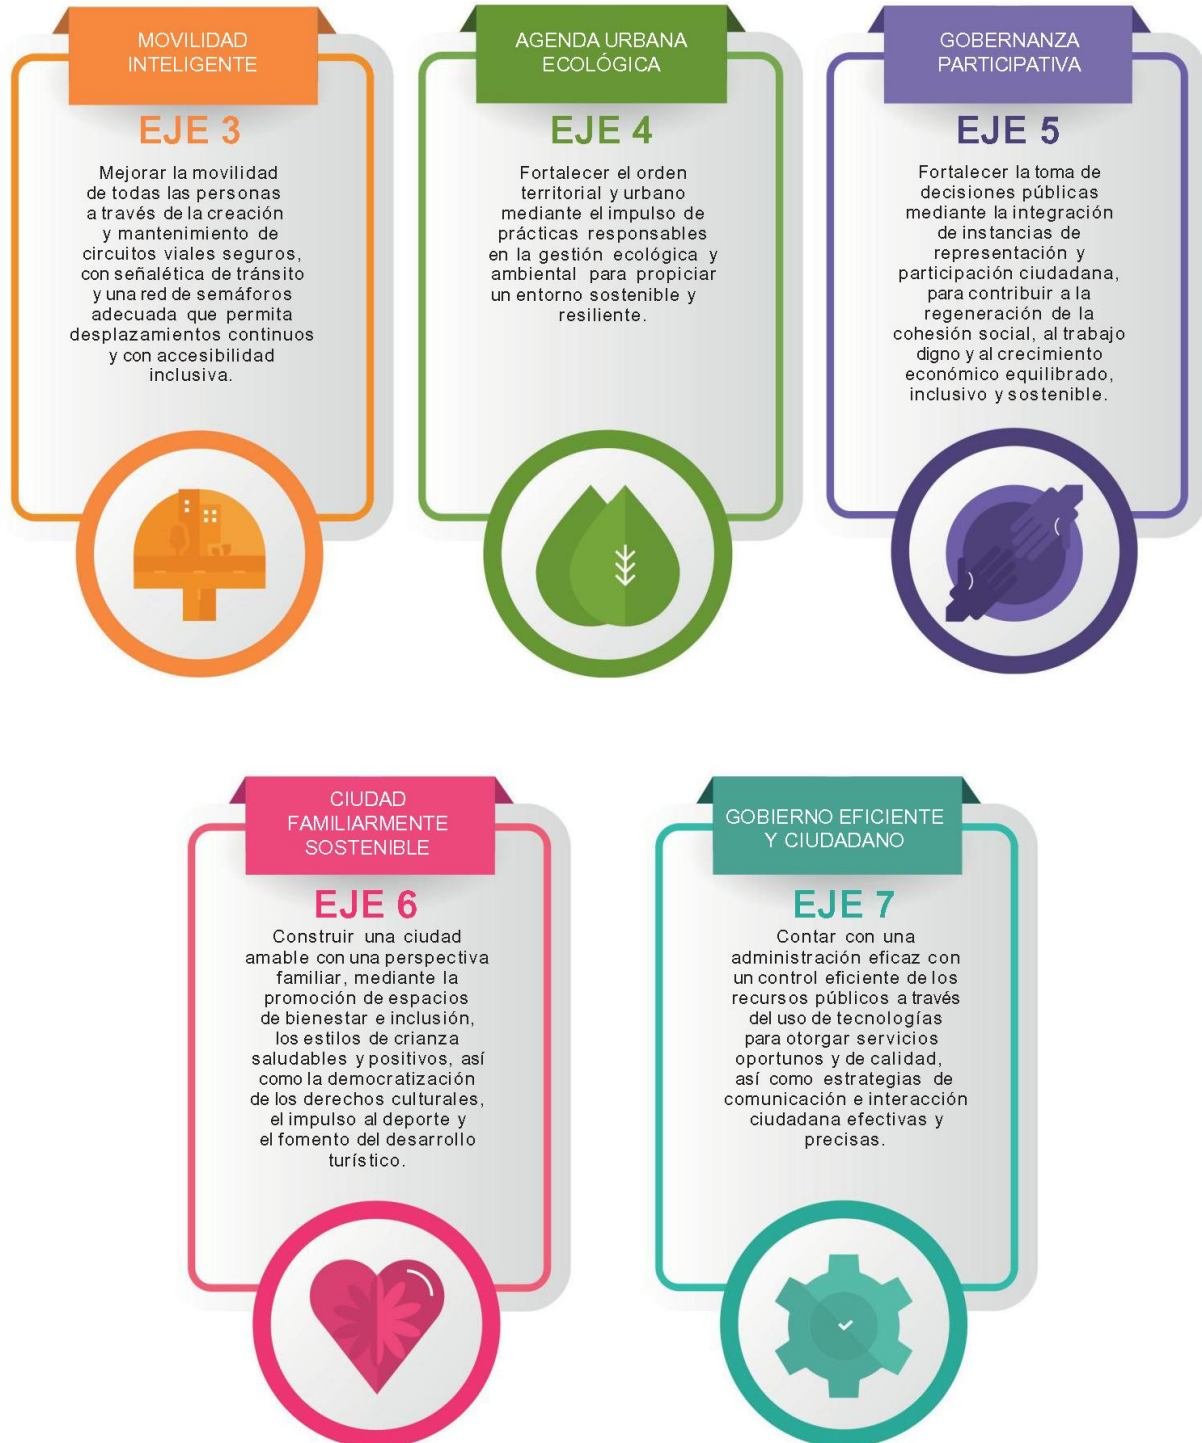 MOVILIDAD
INTELIGENTE
EJE 3
Mejorar la movilidad
de todas las personas
a través de la creación
y mantenimiento de
circuitos viales seguros,
con señalética de tránsito
y una red de semáforos
adecuada que permita
desplazamientos continuos
y con accesibilidad
inclusiva.
AGENDA URBANA
ECOLÓGICA
EJE 4
Fortalecer el orden
territorial y urbano
mediante el impulso de
prácticas responsables
en la gestión ecológica y
ambiental para propiciar
un entorno sostenible y
resiliente.
GOBERNANZA
PARTICIPATIVA
EJE 5
Fortalecer la toma de
decisiones públicas
mediante la integración
de instancias de
representación y
participación ciudadana,
para contribuir a la
regeneración de la
cohesión social, al trabajo
digno y al crecimiento
económico equilibrado,
inclusivo y sostenible.
CIUDAD
FAMILIARMENTE
SOSTENIBLE
EJE 6
Construir una ciudad
amable con una perspectiva
familiar, mediante la
promoción de espacios
de bienestar e inclusión,
los estilos de crianza
saludables y positivos, así
como la democratización
de los derechos culturales,
el impulso al deporte y
el fomento del desarrollo
turístico.
GOBIERNO EFICIENTE
Y CIUDADANO
EJE 7
Contar con una
administración eficaz con
un control eficiente de los
recursos públicos a través
del uso de tecnologías
para otorgar servicios
oportunos y de calidad,
así como estrategias de
comunicación e interacción
ciudadana efectivas y
precisas.